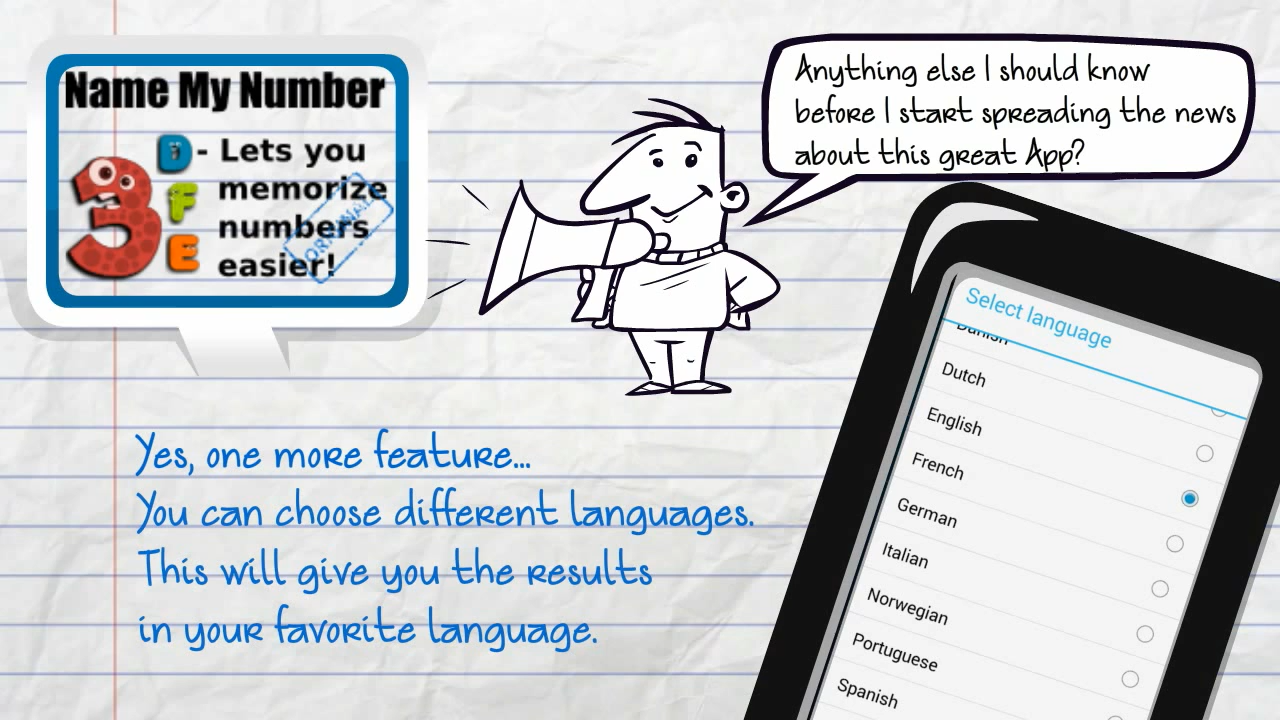 Name My Number
D - Lets you
memorize
F
numbers
E
easier!
3
ORIGINAL
Anything else I should know
before I start spreading the news
about this great App?
Yes, one more feature...
You can choose different languages.
This will give you the results
in your favorite language.
Select language
Danish
Dutch
English
French
German
Italian
Norwegian
Portuguese
Spanish